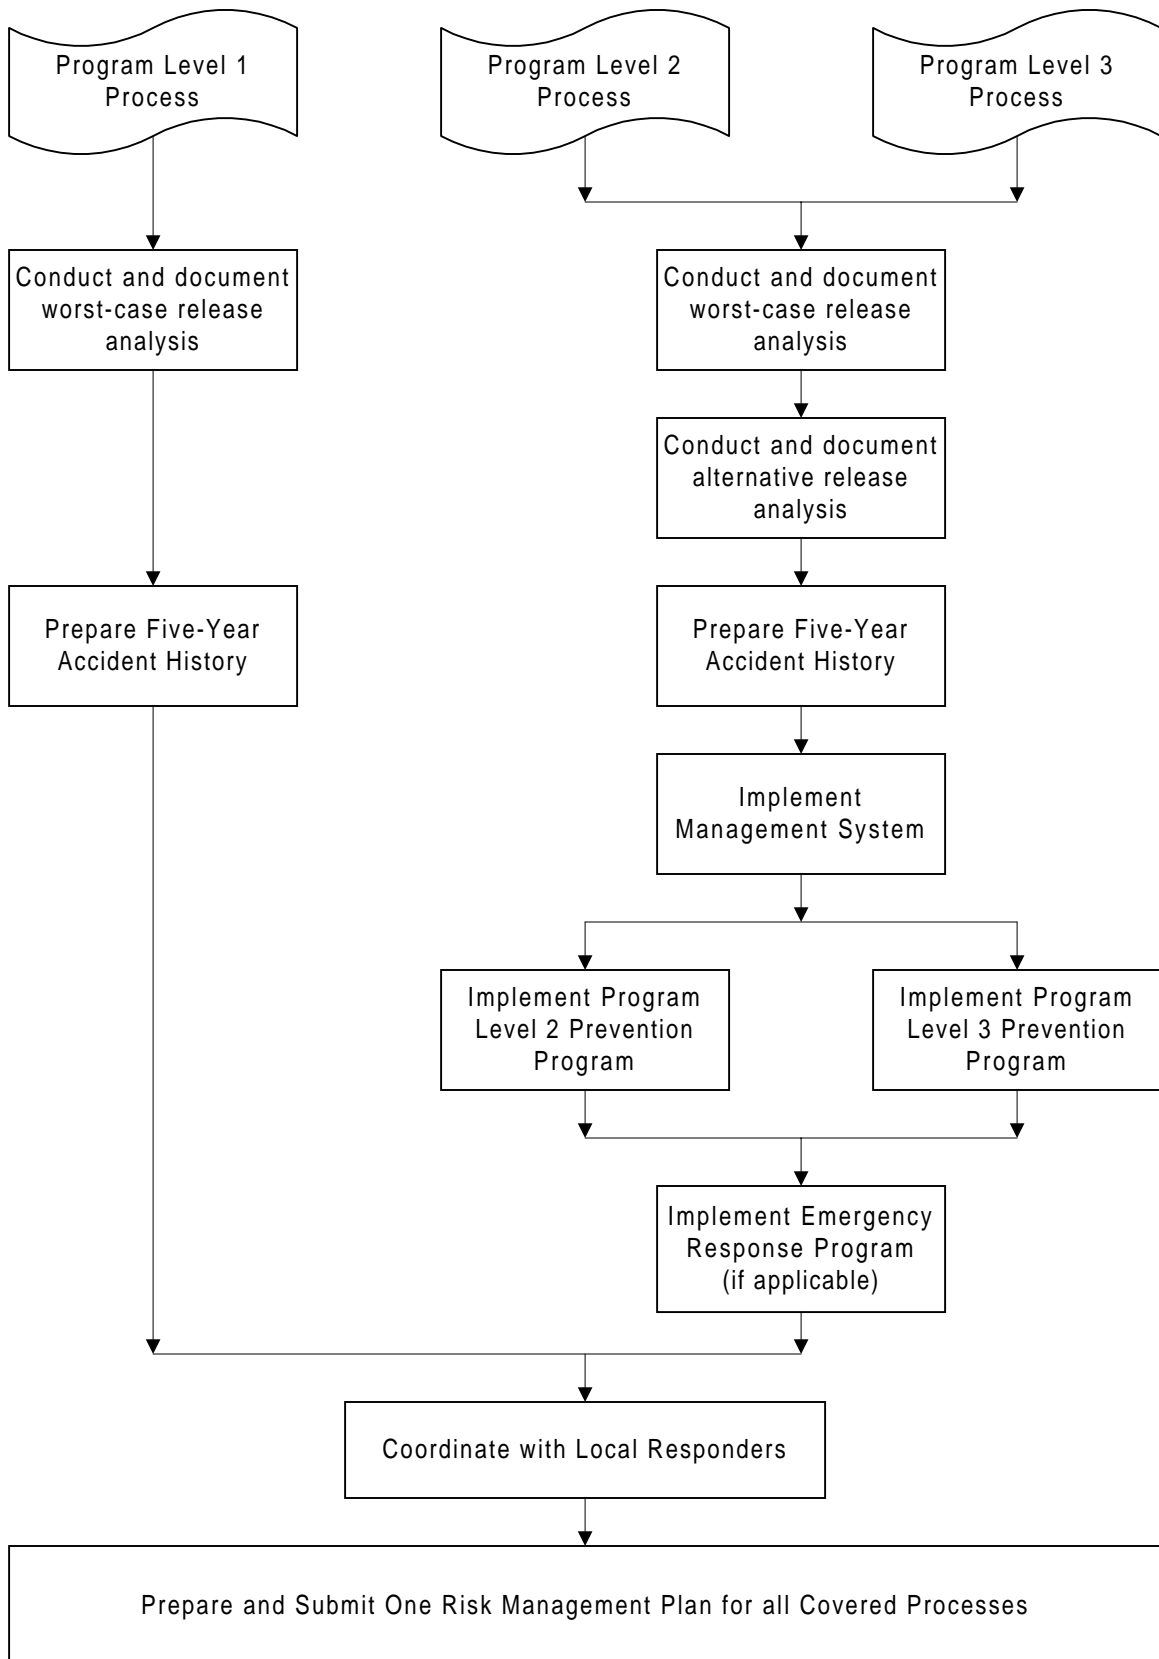 Program Level 1
Process
Program Level 2
Process
Program Level 3
Process
Conduct and document
worst-case release
analysis
Conduct and document
worst-case release
analysis
Conduct and document
alternative release
analysis
Prepare Five-Year
Accident History
Prepare Five-Year
Accident History
Implement
Management System
Implement Program
Level 2 Prevention
Program
Implement Program
Level 3 Prevention
Program
Implement Emergency
Response Program
(if applicable)
Coordinate with Local Responders
Prepare and Submit One Risk Management Plan for all Covered Processes